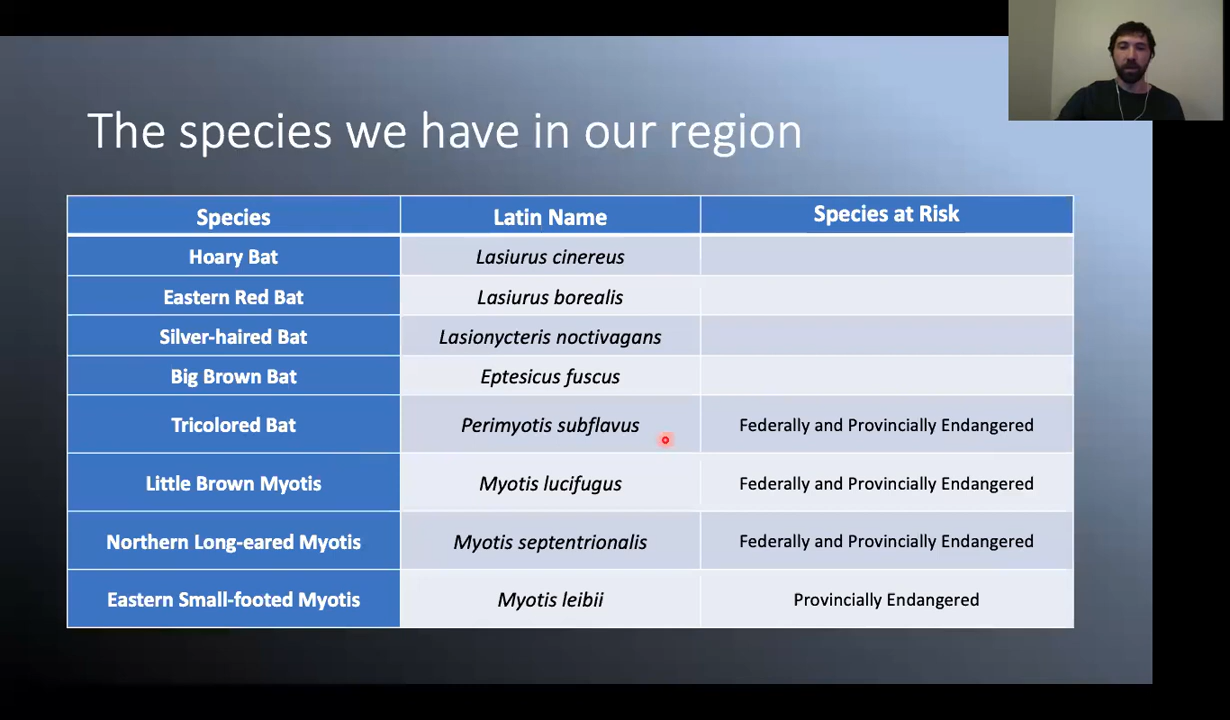 The species we have in our region
Species Latin Name Species at Risk
Hoary Bat Lasiurus cinereus
Eastern Red Bat Lasiurus borealis
Silver-haired Bat Lasionycteris noctivagans
Big Brown Bat Eptesicus fuscus
Tricolored Bat Perimyotis subflavus Federally and Provincially Endangered
Little Brown Myotis Myotis lucifugus Federally and Provincially Endangered
Northern Long-eared Myotis Myotis septentrionalis Federally and Provincially Endangered
Eastern Small-footed Myotis Myotis leibii Provincially Endangered